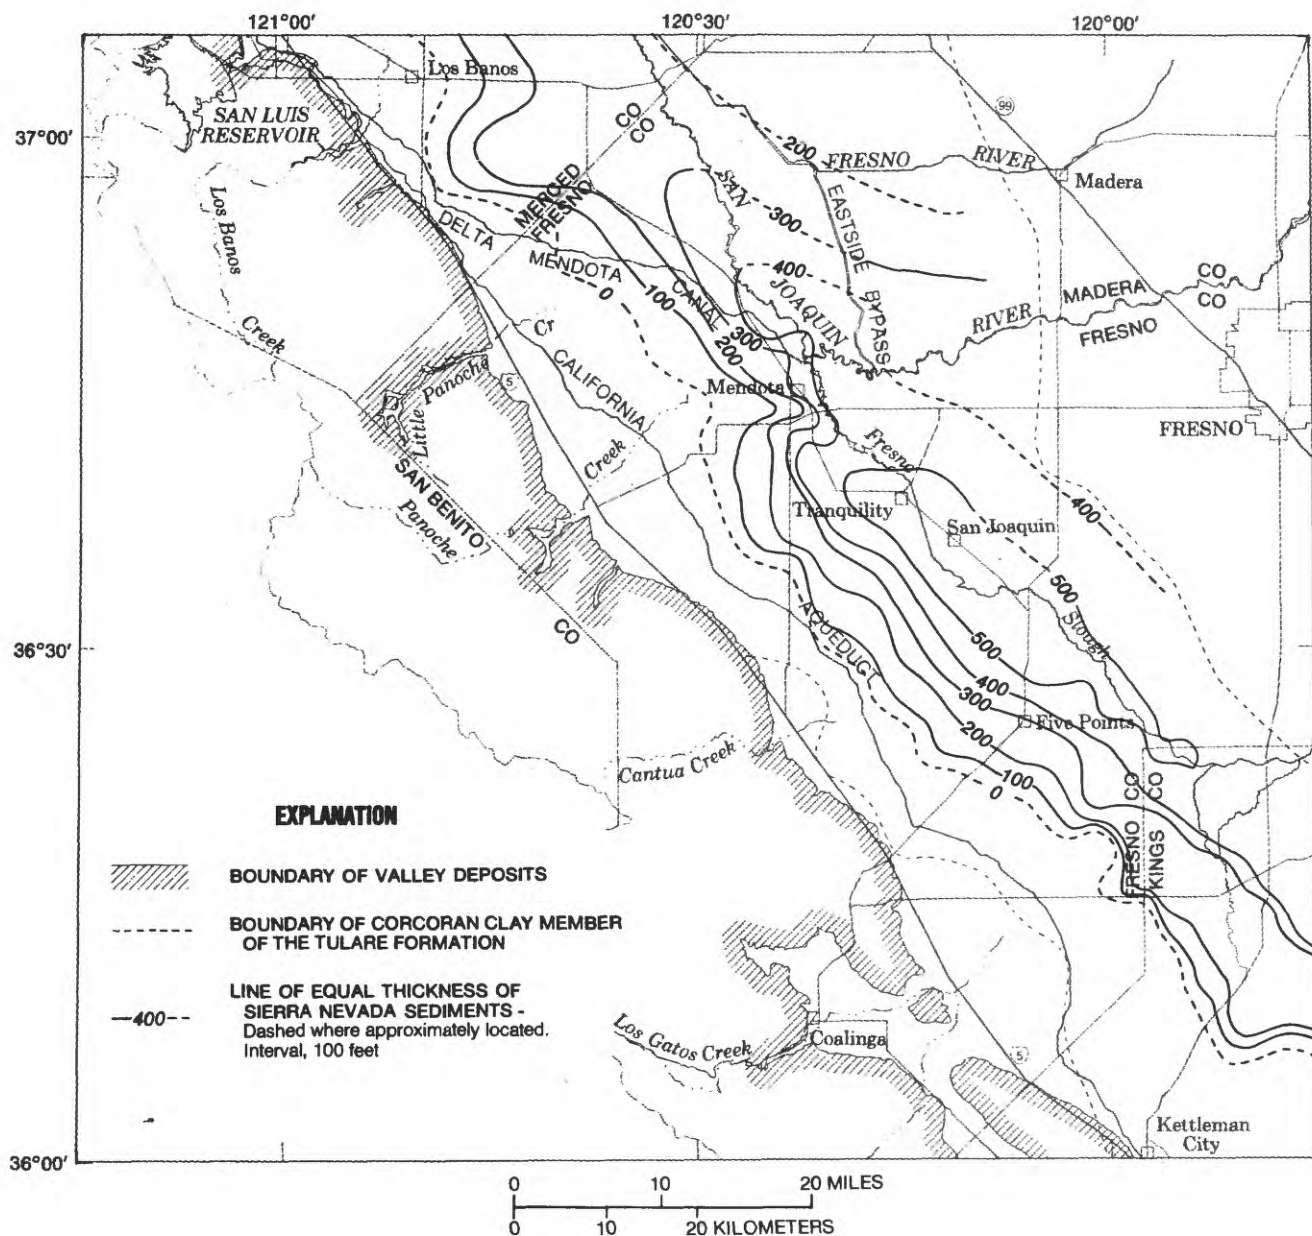 121°00′
120°30′
120°00′
37°00′
36°30′
36°00′
Los Banos
SAN LUIS
RESERVOIR
CO
CO
MERCED
FRESNO
99
200
FRESNO RIVER
Madera
SAN
300
EASTSIDE BYPASS
400
JOAQUIN
RIVER
MADERA CO
FRESNO CO
Los Banos
Creek
DELTA
MENDOTA
CANAL
0
100
200
300
Cr
CALIFORNIA
5
Little Panoche
Mendota
Creek
Fresno
FRESNO
SAN BENITO
Panoche
CO
Tranquility
San Joaquin
400
500
Slough
AQUEDUCT
500
400
300
Five Points
200
100
0
Cantua Creek
CO
CO
FRESNO
KINGS
EXPLANATION
BOUNDARY OF VALLEY DEPOSITS
BOUNDARY OF CORCORAN CLAY MEMBER
OF THE TULARE FORMATION
400
LINE OF EQUAL THICKNESS OF
SIERRA NEVADA SEDIMENTS -
Dashed where approximately located.
Interval, 100 feet
Los Gatos Creek
Coalinga
5
Kettleman
City
0 10 20 MILES
0 10 20 KILOMETERS